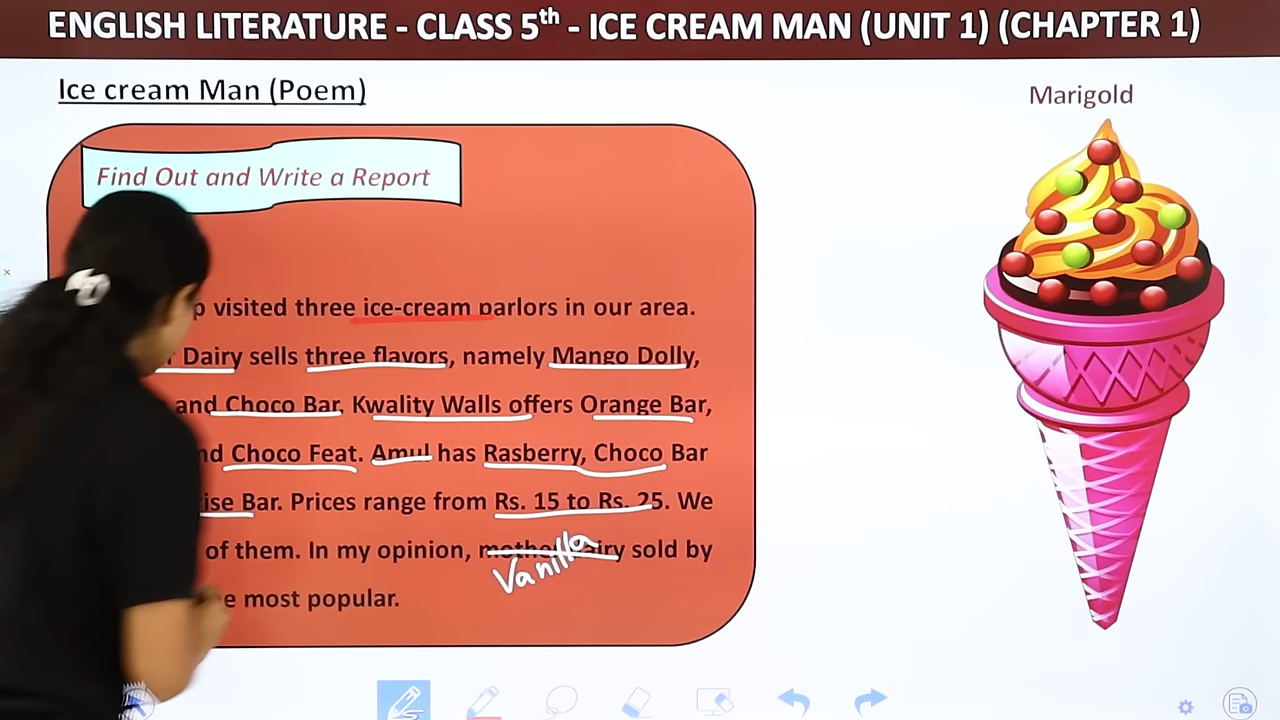 ENGLISH LITERATURE - CLASS 5th - ICE CREAM MAN (UNIT 1) (CHAPTER 1)
Ice cream Man (Poem)
Marigold
Find Out and Write a Report
visited three ice-cream parlors in our area.
Dairy sells three flavors, namely Mango Dolly,
and Choco Bar. Kwality Walls offers Orange Bar,
Choco Feat. Amul has Rasberry, Choco Bar
Bar. Prices range from Rs. 15 to Rs. 25. We
of them. In my opinion, mother dairy sold by
Vanilla
most popular.